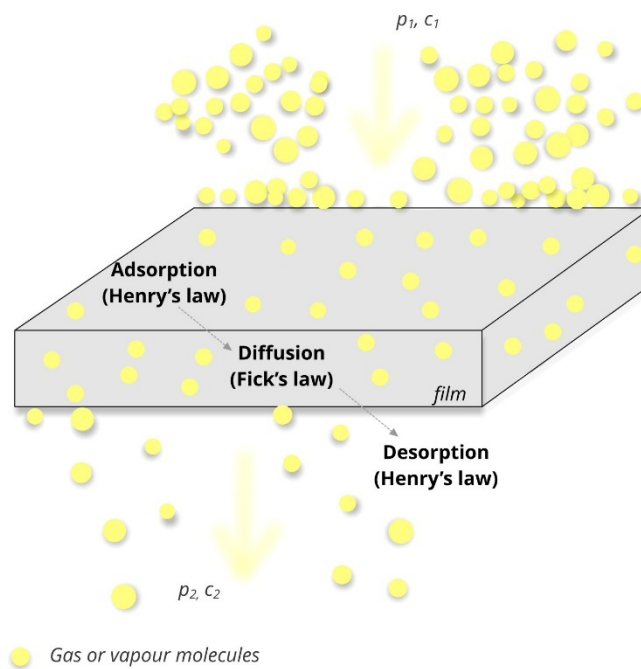 p1, c1
Adsorption
(Henry's law)
Diffusion
(Fick's law)
film
Desorption
(Henry's law)
p2, c2
Gas or vapour molecules